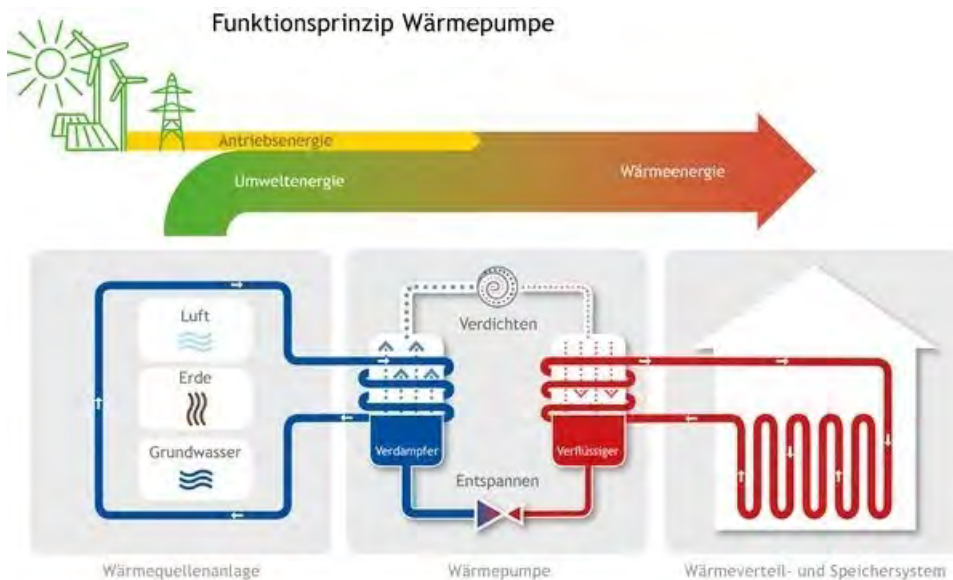 Funktionsprinzip Wärmepumpe
Antriebsenergie
Umweltenergie
Wärmeenergie
Luft
Erde
Grundwasser
Verdichten
Verdampfer
Verflüssiger
Entspannen
Wärmequellenanlage
Wärmepumpe
Wärmeverteil- und Speichersystem